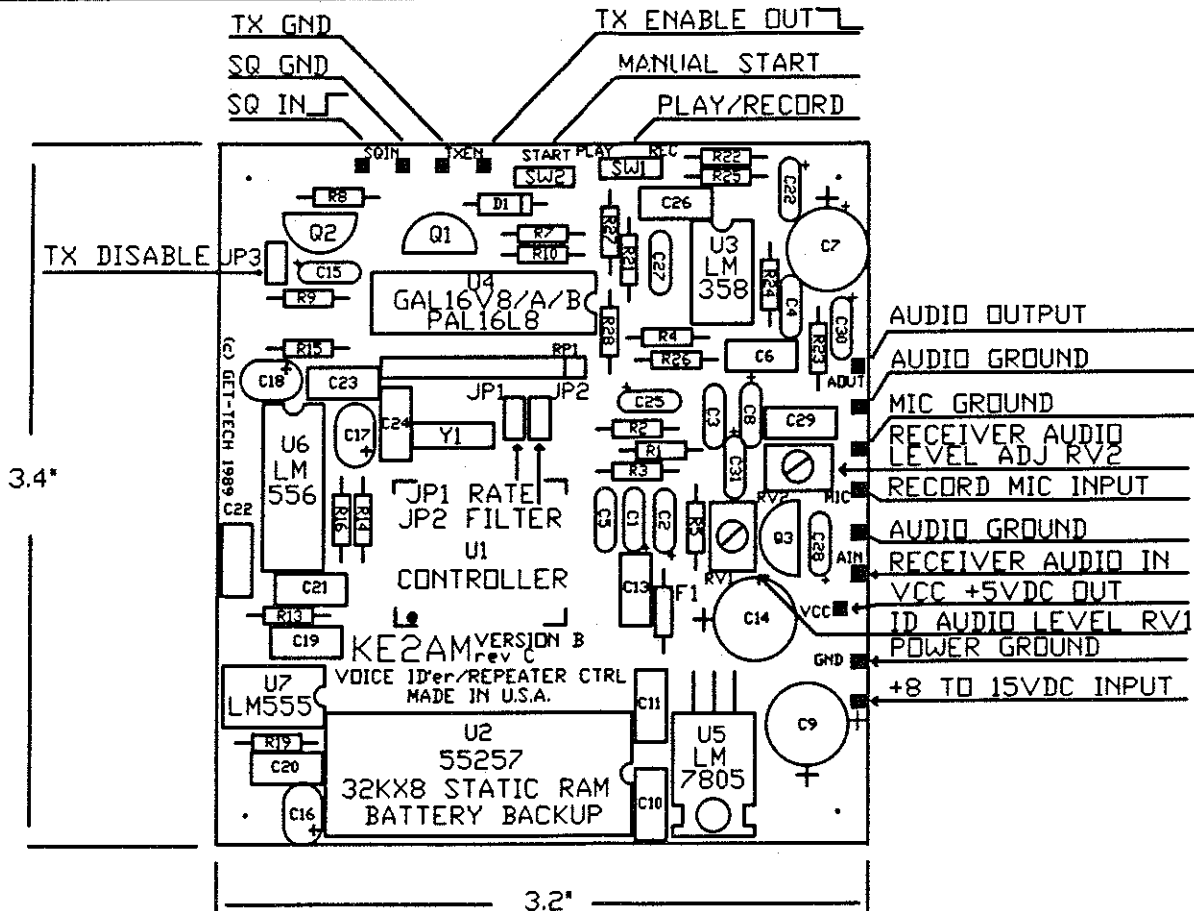 TX GND
TX ENABLE OUT
SQ GND
MANUAL START
SQ IN
PLAY/RECORD
SQIN
TXEN
START
PLAY
REC
SW2
SW1
R22
R25
C22
R8
D1
C26
Q2
Q1
R7
R10
R27
R21
C27
U3
LM
358
R24
C7
TX DISABLE
JP3
C15
R9
U4
GAL16V8/A/B
PAL16L8
R28
C4
C30
R23
R4
R26
C6
AUDIO OUTPUT
AOUT
AUDIO GROUND
(c) GET-TECH 1989
R15
RP1
C18
C23
JP1
JP2
C24
C25
C3
C8
C29
MIC GROUND
U6
LM
556
C17
Y1
R2
R1
R3
C31
RV2
MIC
RECEIVER AUDIO
LEVEL ADJ RV2
RECORD MIC INPUT
3.4"
3.2"
JP1 RATE
JP2 FILTER
U1
CONTROLLER
R16
R14
C22
C5
C1
C2
R5
RV1
Q3
C28
AIN
AUDIO GROUND
RECEIVER AUDIO IN
C21
C13
F1
C14
VCC
VCC +5VDC OUT
ID AUDIO LEVEL RV1
R13
C19
KE2AM VERSION B
rev C
VOICE ID'er/REPEATER CTRL
MADE IN U.S.A.
GND
POWER GROUND
+8 TO 15VDC INPUT
U7
LM555
C11
U5
LM
7805
C9
R19
C20
C16
U2
55257
32KX8 STATIC RAM
BATTERY BACKUP
C10